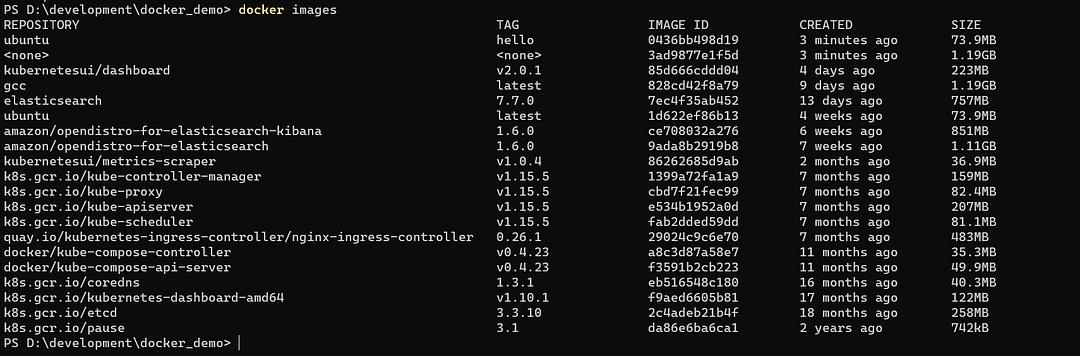 PS D:\development\docker_demo> docker images
REPOSITORY TAG IMAGE ID CREATED SIZE
ubuntu hello 0436bb498d19 3 minutes ago 73.9MB
<none> <none> 3ad9877e1f5d 3 minutes ago 1.19GB
kubernetesui/dashboard v2.0.1 85d666cddd04 4 days ago 223MB
gcc latest 828cd42f8a79 9 days ago 1.19GB
elasticsearch 7.7.0 7ec4f35ab452 13 days ago 757MB
ubuntu latest 1d622ef86b13 4 weeks ago 73.9MB
amazon/opendistro-for-elasticsearch-kibana 1.6.0 ce708032a276 6 weeks ago 851MB
amazon/opendistro-for-elasticsearch 1.6.0 9ada8b2919b8 7 weeks ago 1.11GB
kubernetesui/metrics-scraper v1.0.4 86262685d9ab 2 months ago 36.9MB
k8s.gcr.io/kube-controller-manager v1.15.5 1399a72fa1a9 7 months ago 159MB
k8s.gcr.io/kube-proxy v1.15.5 cbd7f21fec99 7 months ago 82.4MB
k8s.gcr.io/kube-apiserver v1.15.5 e534b1952a0d 7 months ago 207MB
k8s.gcr.io/kube-scheduler v1.15.5 fab2dded59dd 7 months ago 81.1MB
quay.io/kubernetes-ingress-controller/nginx-ingress-controller 0.26.1 29024c9c6e70 7 months ago 483MB
docker/kube-compose-controller v0.4.23 a8c3d87a58e7 11 months ago 35.3MB
docker/kube-compose-api-server v0.4.23 f3591b2cb223 11 months ago 49.9MB
k8s.gcr.io/coredns 1.3.1 eb516548c180 16 months ago 40.3MB
k8s.gcr.io/kubernetes-dashboard-amd64 v1.10.1 f9aed6605b81 17 months ago 122MB
k8s.gcr.io/etcd 3.3.10 2c4adeb21b4f 18 months ago 258MB
k8s.gcr.io/pause 3.1 da86e6ba6ca1 2 years ago 742kB
PS D:\development\docker_demo>